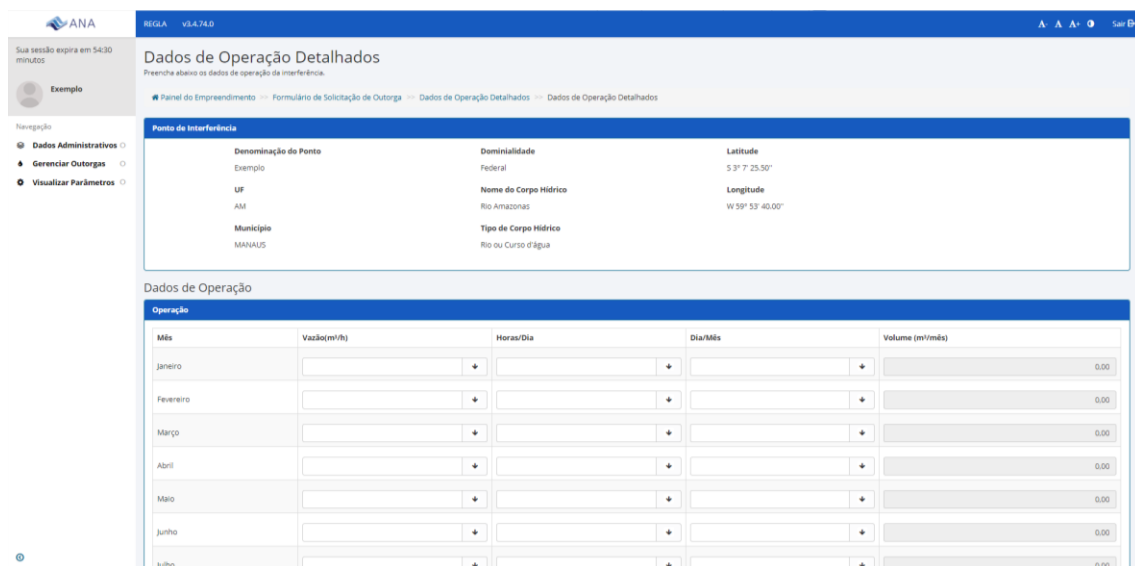 ANA
REGLA v3.4.74.0
A- A A+ Sair
Sua sessão expira em 54:30
minutos
Exemplo
Navegação
Dados Administrativos
Gerenciar Outorgas
Visualizar Parâmetros
Dados de Operação Detalhados
Preencha abaixo os dados de operação da interferência.
Painel do Empreendimento >> Formulário de Solicitação de Outorga >> Dados de Operação Detalhados >> Dados de Operação Detalhados
Ponto de Interferência
Denominação do Ponto Dominialidade Latitude
Exemplo Federal S 3° 7' 25.50"
UF Nome do Corpo Hídrico Longitude
AM Rio Amazonas W 59° 53' 40.00"
Município Tipo de Corpo Hídrico
MANAUS Rio ou Curso d'água
Dados de Operação
Operação
Mês Vazão(m³/h) Horas/Dia Dia/Mês Volume (m³/mês)
Janeiro 0,00
Fevereiro 0,00
Março 0,00
Abril 0,00
Maio 0,00
Junho 0,00
Julho 0,00